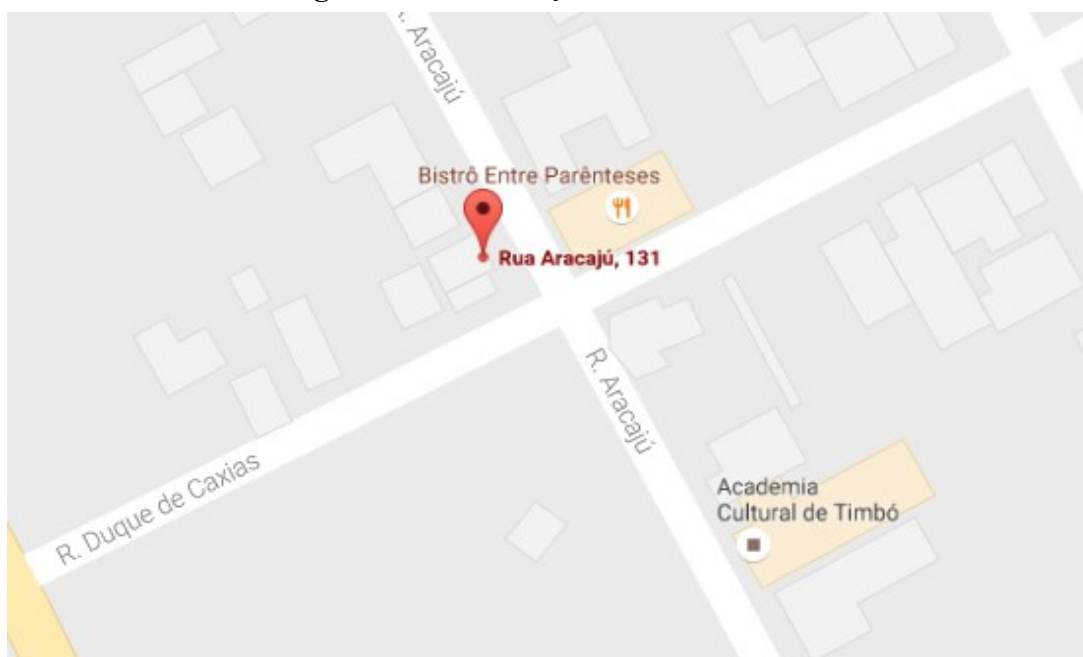 R. Aracajú
Bistrô Entre Parênteses
Rua Aracajú, 131
R. Aracajú
R. Duque de Caxias
Academia
Cultural de Timbó